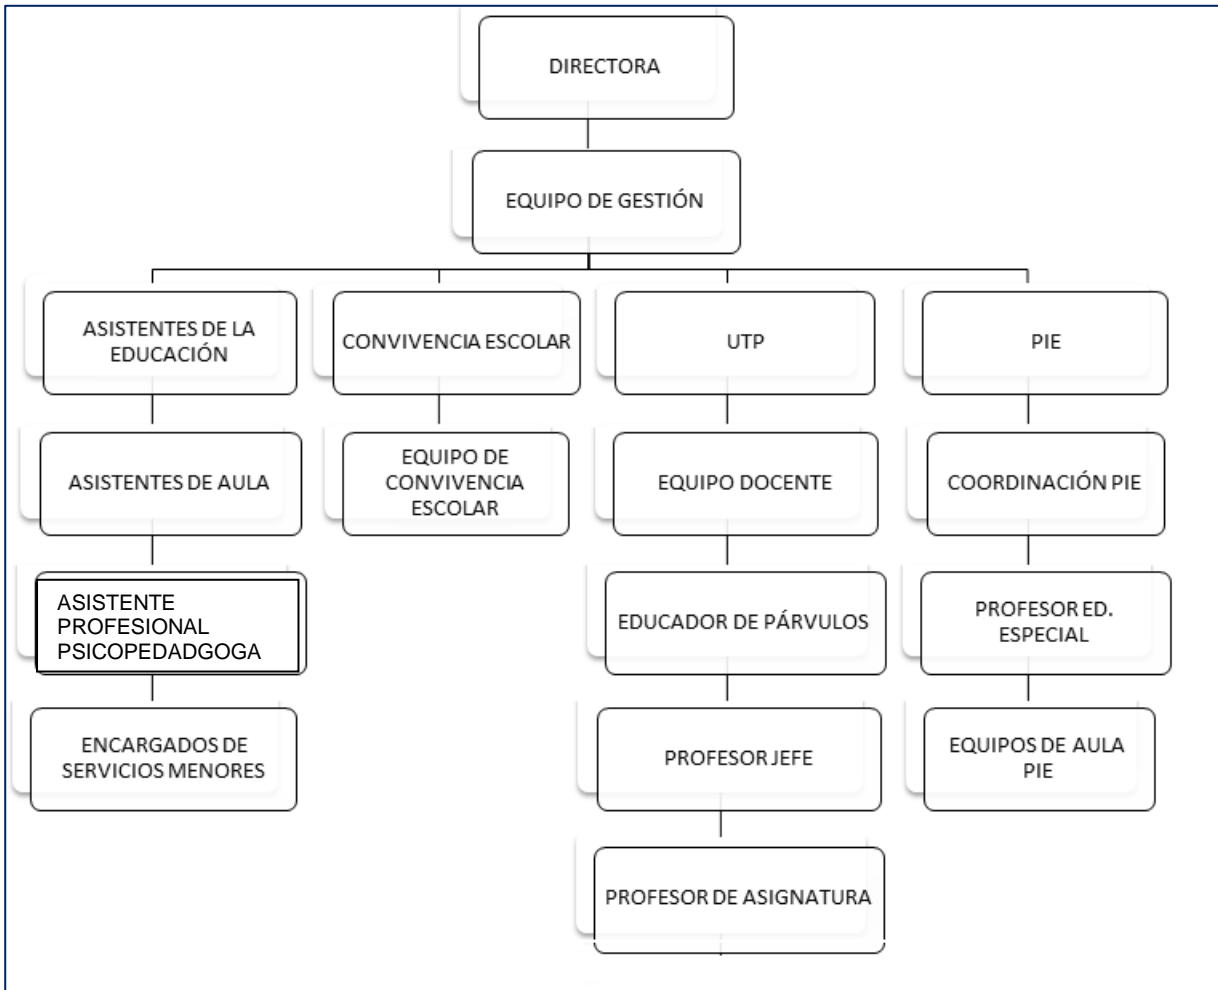 DIRECTORA
EQUIPO DE GESTIÓN
ASISTENTES DE LA
EDUCACIÓN
CONVIVENCIA ESCOLAR
UTP
PIE
ASISTENTES DE AULA
EQUIPO DE
CONVIVENCIA
ESCOLAR
EQUIPO DOCENTE
COORDINACIÓN PIE
ASISTENTE
PROFESIONAL
PSICOPEDADGOGA
EDUCADOR DE PÁRVULOS
PROFESOR ED.
ESPECIAL
ENCARGADOS DE
SERVICIOS MENORES
PROFESOR JEFE
EQUIPOS DE AULA
PIE
PROFESOR DE ASIGNATURA